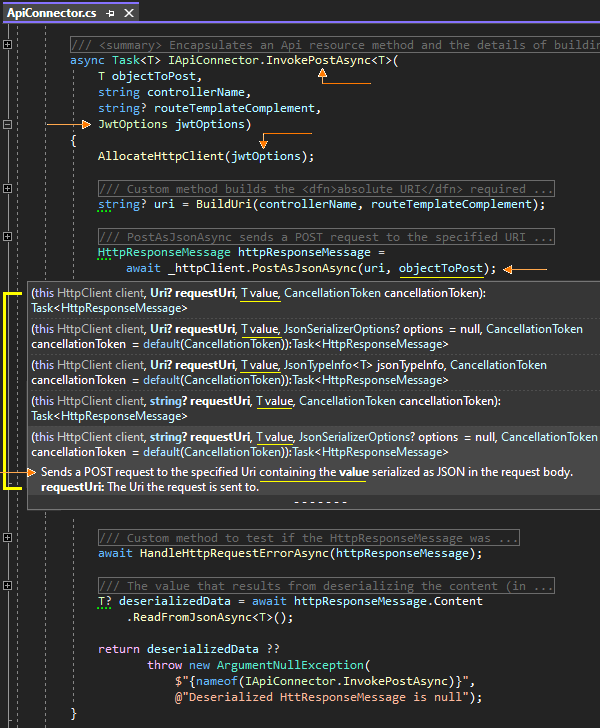 ApiConnector.cs
/// <summary> Encapsulates an Api resource method and the details of buildin
async Task<T> IApiConnector.InvokePostAsync<T>(
T objectToPost,
string controllerName,
string? routeTemplateComplement,
JwtOptions jwtOptions)
{
AllocateHttpClient(jwtOptions);
/// Custom method builds the <dfn>absolute URI</dfn> required ...
string? uri = BuildUri(controllerName, routeTemplateComplement);
/// PostAsJsonAsync sends a POST request to the specified URI ...
HttpResponseMessage httpResponseMessage =
await _httpClient.PostAsJsonAsync(uri, objectToPost);
(this HttpClient client, Uri? requestUri, T value, CancellationToken cancellationToken):
Task<HttpResponseMessage>
(this HttpClient client, Uri? requestUri, T value, JsonSerializerOptions? options = null, CancellationToken
cancellationToken = default(CancellationToken)):Task<HttpResponseMessage>
(this HttpClient client, Uri? requestUri, T value, JsonTypeInfo<T> jsonTypeInfo, CancellationToken
cancellationToken = default(CancellationToken)):Task<HttpResponseMessage>
(this HttpClient client, string? requestUri, T value, CancellationToken cancellationToken):
Task<HttpResponseMessage>
(this HttpClient client, string? requestUri, T value, JsonSerializerOptions? options = null, CancellationToken
cancellationToken = default(CancellationToken)):Task<HttpResponseMessage>
Sends a POST request to the specified Uri containing the value serialized as JSON in the request body.
requestUri: The Uri the request is sent to.
-------
/// Custom method to test if the HttpResponseMessage was ...
await HandleHttpRequestErrorAsync(httpResponseMessage);
/// The value that results from deserializing the content (in ...
T? deserializedData = await httpResponseMessage.Content
.ReadFromJsonAsync<T>();
return deserializedData ??
throw new ArgumentNullException(
$"{nameof(IApiConnector.InvokePostAsync)}",
@"Deserialized HttResponseMessage is null");
}